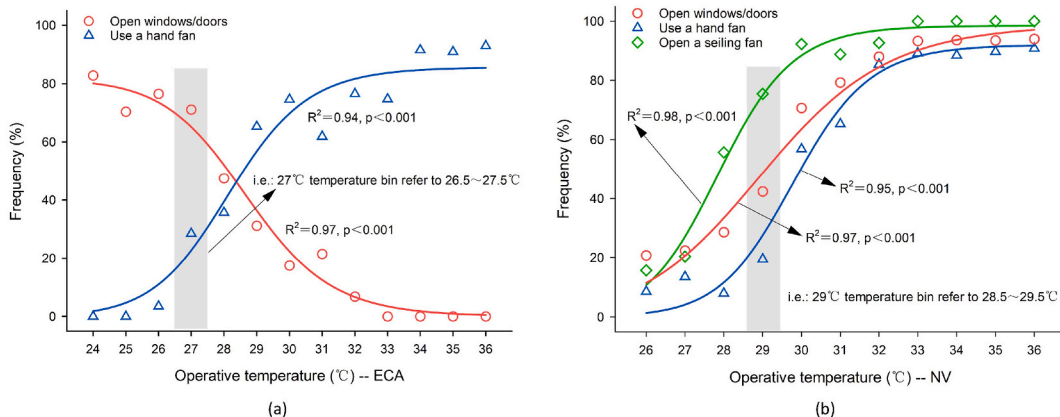 Open windows/doors
Use a hand fan
100
80
60
40
20
0
Frequency (%)
R²=0.94, p<0.001
i.e.: 27℃ temperature bin refer to 26.5~27.5℃
R²=0.97, p<0.001
24 25 26 27 28 29 30 31 32 33 34 35 36
Operative temperature (℃) -- ECA
(a)
Open windows/doors
Use a hand fan
Open a seiling fan
100
80
60
40
20
0
Frequency (%)
R²=0.98, p<0.001
R²=0.95, p<0.001
R²=0.97, p<0.001
i.e.: 29℃ temperature bin refer to 28.5~29.5℃
26 27 28 29 30 31 32 33 34 35 36
Operative temperature (℃) -- NV
(b)